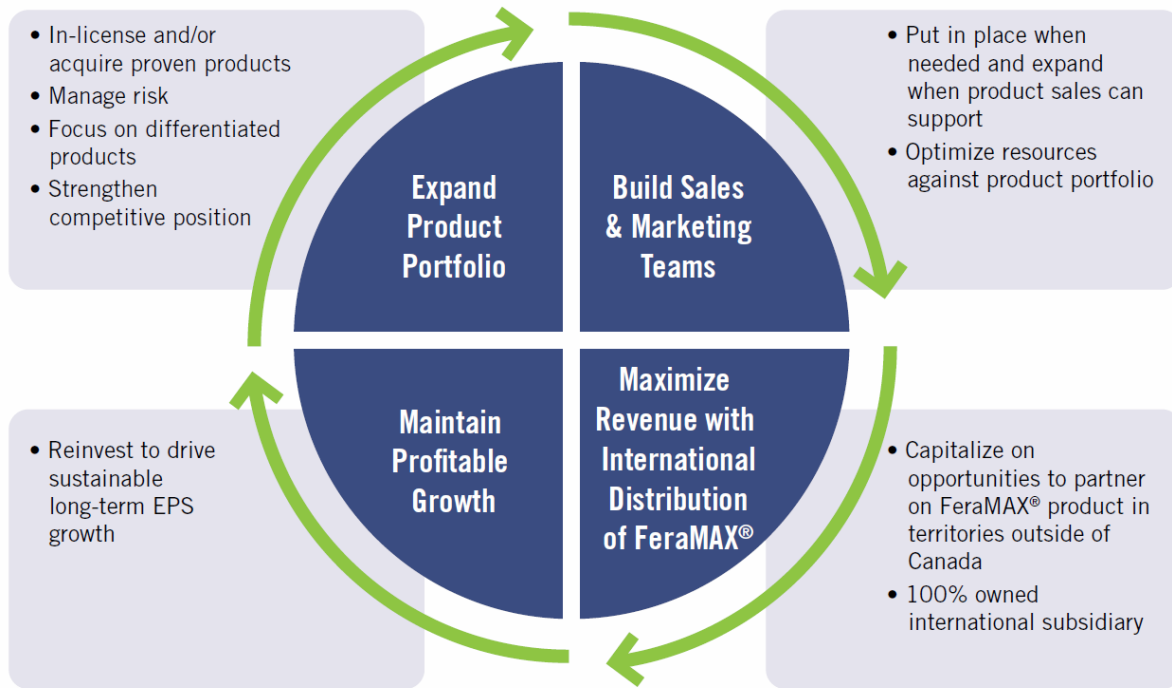 • In-license and/or
acquire proven products
• Manage risk
• Focus on differentiated
products
• Strengthen
competitive position
Expand
Product
Portfolio
Build Sales
& Marketing
Teams
• Put in place when
needed and expand
when product sales can
support
• Optimize resources
against product portfolio
• Reinvest to drive
sustainable
long-term EPS
growth
Maintain
Profitable
Growth
Maximize
Revenue with
International
Distribution
of FeraMAX®
• Capitalize on
opportunities to partner
on FeraMAX® product in
territories outside of
Canada
• 100% owned
international subsidiary